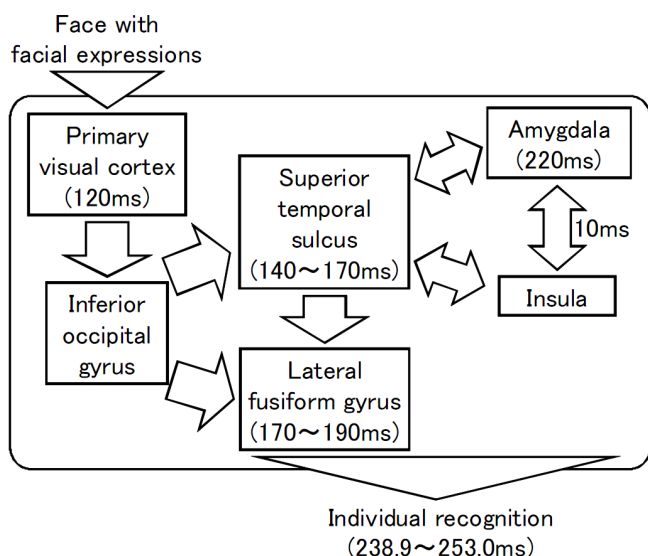 Face with
facial expressions
Primary
visual cortex
(120ms)
Amygdala
(220ms)
Superior
temporal
sulcus
(140～170ms)
10ms
Inferior
occipital
gyrus
Insula
Lateral
fusiform gyrus
(170～190ms)
Individual recognition
(238.9～253.0ms)